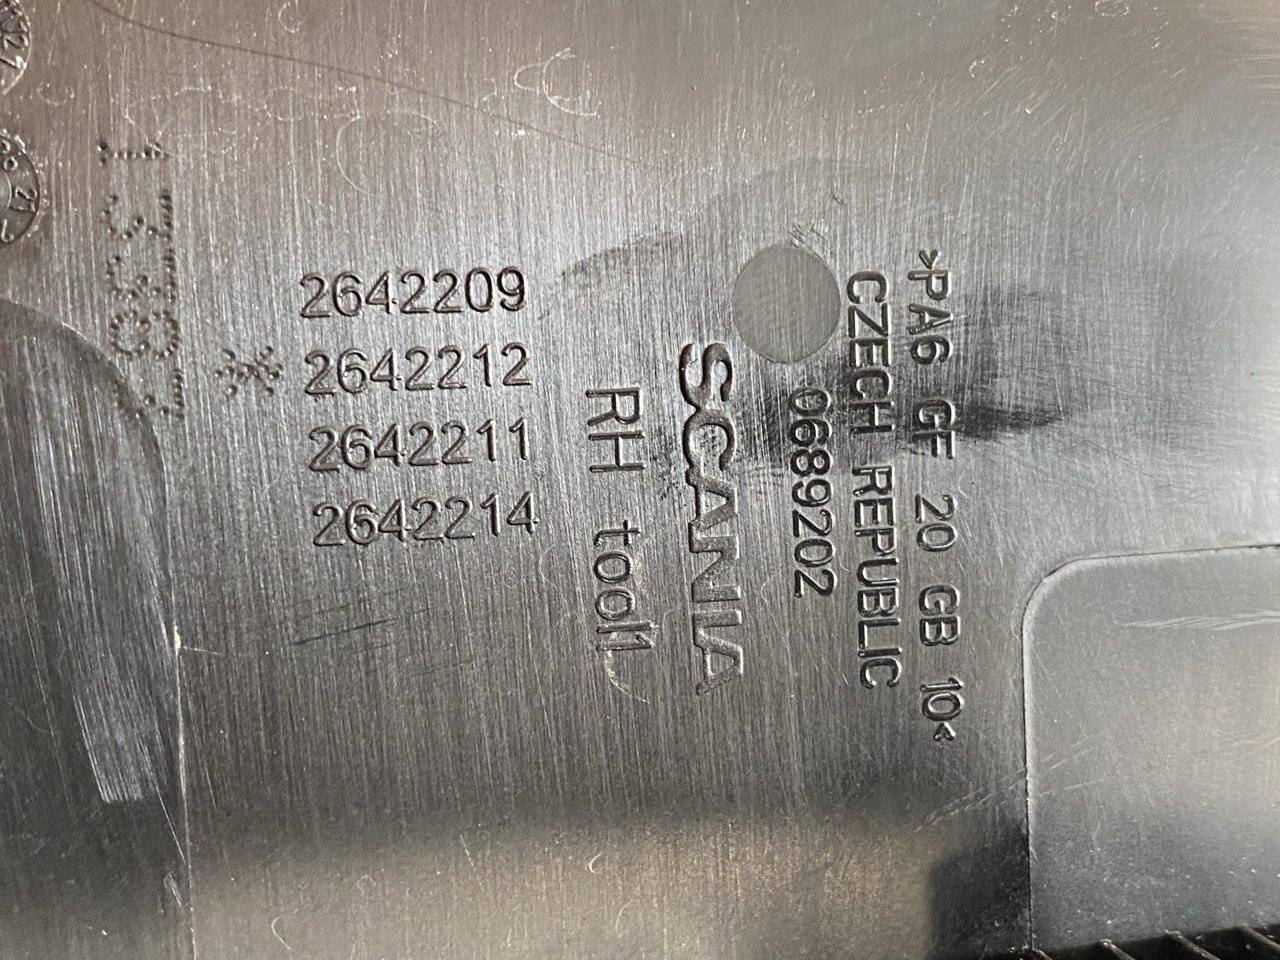 2642209
2642212
2642211
2642214
>PA6 GF 20 GB 10<
CZECH REPUBLIC
0689202
SCANIA
RH tool1